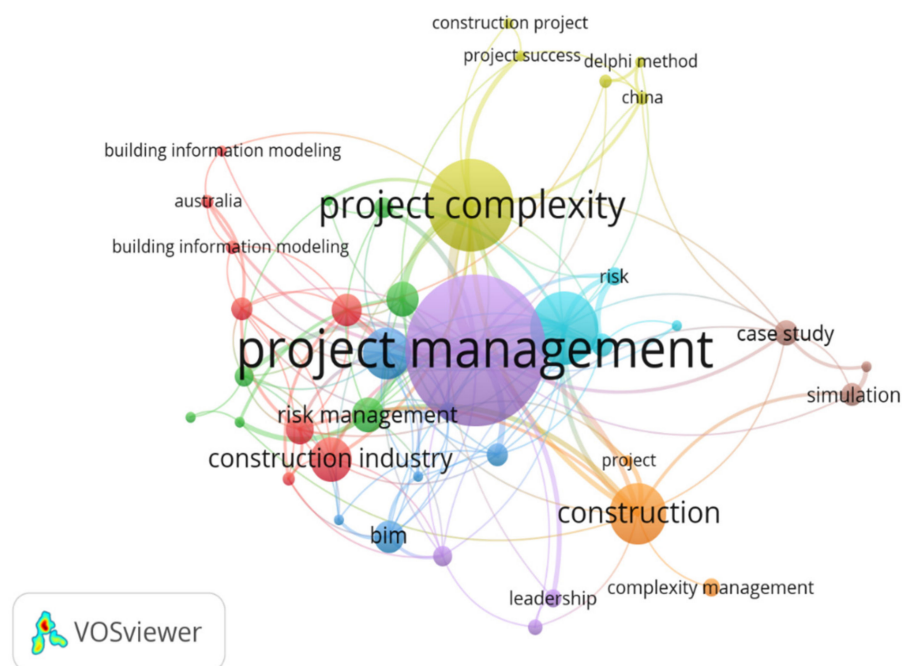 construction project
project success
delphi method
china
building information modeling
australia
project complexity
building information modeling
risk
case study
project management
simulation
risk management
construction industry
project
construction
bim
complexity management
leadership
VOSviewer